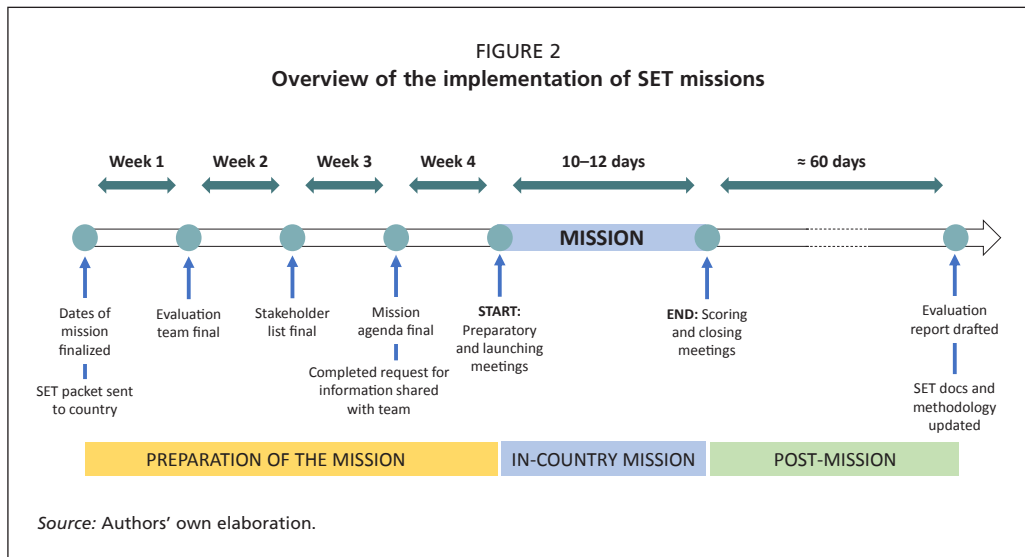 FIGURE 2
Overview of the implementation of SET missions
Week 1
Week 2
Week 3
Week 4
10–12 days
≈ 60 days
MISSION
Dates of
mission
finalized
SET packet sent
to country
Evaluation
team final
Stakeholder
list final
Mission
agenda final
Completed request for
information shared
with team
START:
Preparatory
and launching
meetings
END: Scoring
and closing
meetings
Evaluation
report drafted
SET docs and
methodology
updated
PREPARATION OF THE MISSION
IN-COUNTRY MISSION
POST-MISSION
Source: Authors' own elaboration.